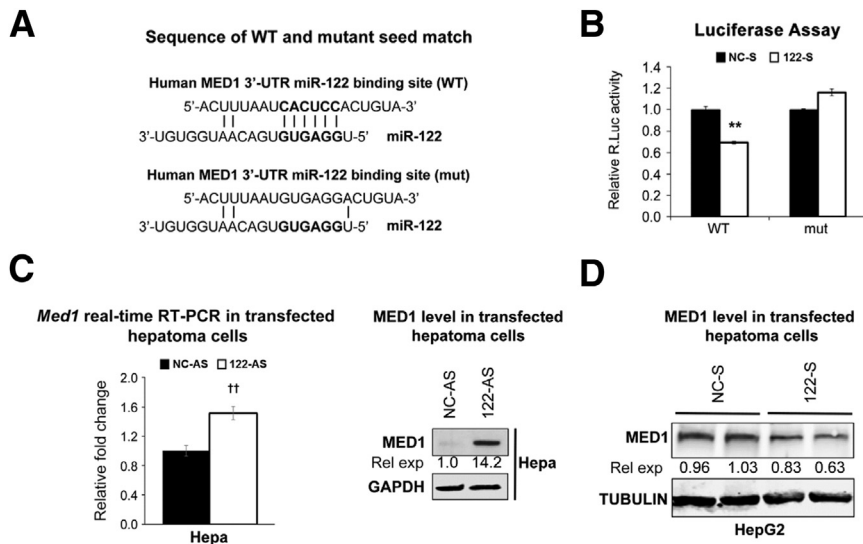 A
Sequence of WT and mutant seed match
Human MED1 3'-UTR miR-122 binding site (WT)
5'-ACUUUAAUCACUCCACUGUA-3'
3'-UGUGGUAACAGUGUGAGGU-5' miR-122
Human MED1 3'-UTR miR-122 binding site (mut)
5'-ACUUUAAUGUGAGGACUGUA-3'
3'-UGUGGUAACAGUGUGAGGU-5' miR-122
B
Luciferase Assay
NC-S 122-S
Relative R.Luc activity
1.4
1.2
1.0
0.8
0.6
0.4
0.2
0.0
**
WT mut
C
Med1 real-time RT-PCR in transfected
hepatoma cells
NC-AS 122-AS
Relative fold change
2.0
1.6
1.2
0.8
0.4
0.0
††
Hepa
MED1 level in transfected
hepatoma cells
NC-AS 122-AS
MED1
Rel exp 1.0 14.2
GAPDH
Hepa
D
MED1 level in transfected
hepatoma cells
NC-S 122-S
MED1
Rel exp 0.96 1.03 0.83 0.63
TUBULIN
HepG2